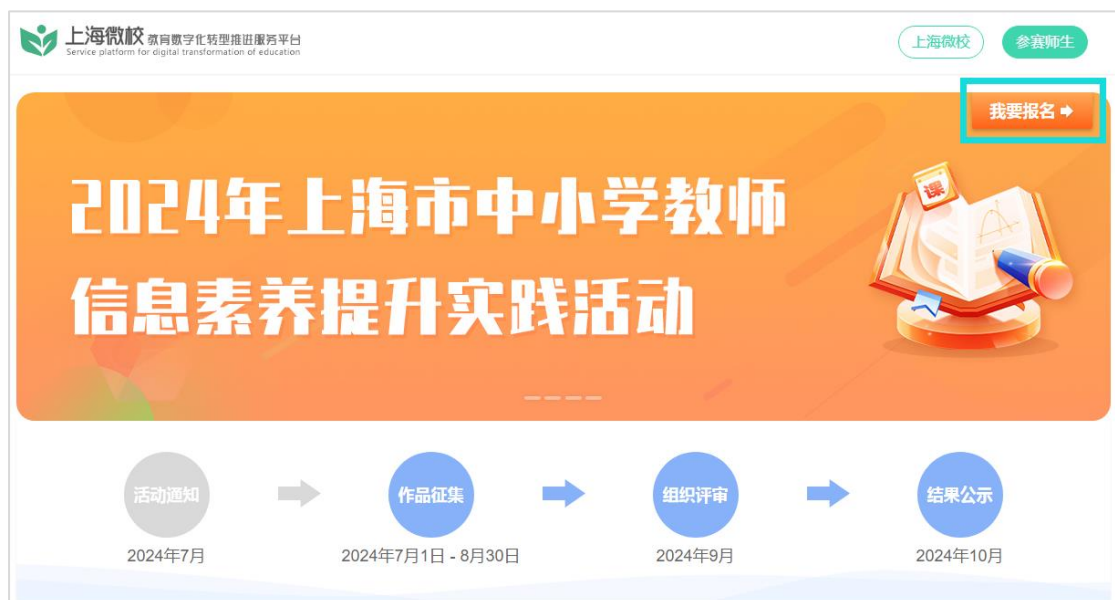 上海微校 教育数字化转型推进服务平台
Service platform for digital transformation of education
上海微校 参赛师生
我要报名
2024年上海市中小学教师
信息素养提升实践活动
课
活动通知 作品征集 组织评审 结果公示
2024年7月 2024年7月1日 - 8月30日 2024年9月 2024年10月